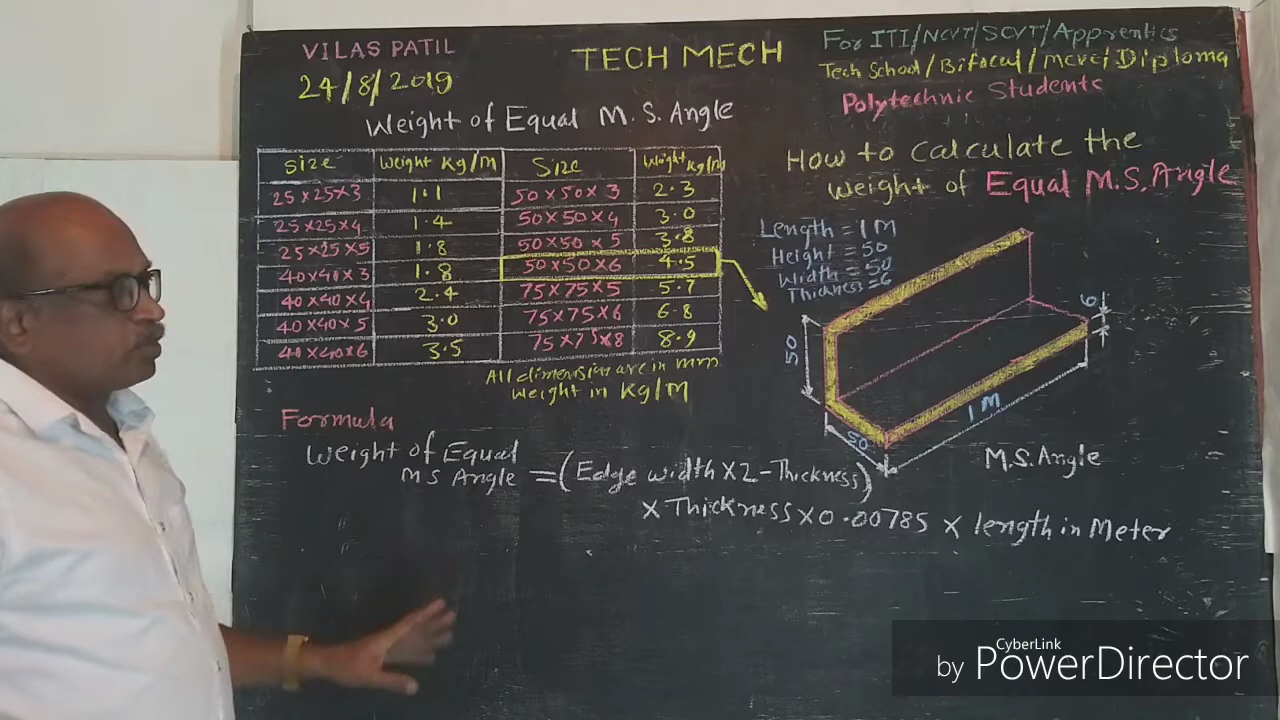 VILAS PATIL
24/8/2019
TECH MECH
For ITI/NCVT/SCVT/Apprentics
Tech School/Bifocal/MCVC/Diploma
Polytechnic Students
Weight of Equal M.S.Angle
How to Calculate the
Weight of Equal M.S.Angle
Size Weight Kg/M Size Weight Kg/M
25×25×3 1.1 50×50×3 2.3
25×25×4 1.4 50×50×4 3.0
25×25×5 1.8 50×50×5 3.8
40×40×3 1.8 50×50×6 4.5
40×40×4 2.4 75×75×5 5.7
40×40×5 3.0 75×75×6 6.8
40×40×6 3.5 75×75×8 8.9
All dimension are in mm
Weight in Kg/M
Length = 1M
Height = 50
Width = 50
Thickness = 6
6
50
50
1 M
M.S.Angle
Formula
Weight of Equal
MS Angle = (Edge width × 2 - Thickness)
× Thickness × 0.00785 × length in Meter
CyberLink
by PowerDirector